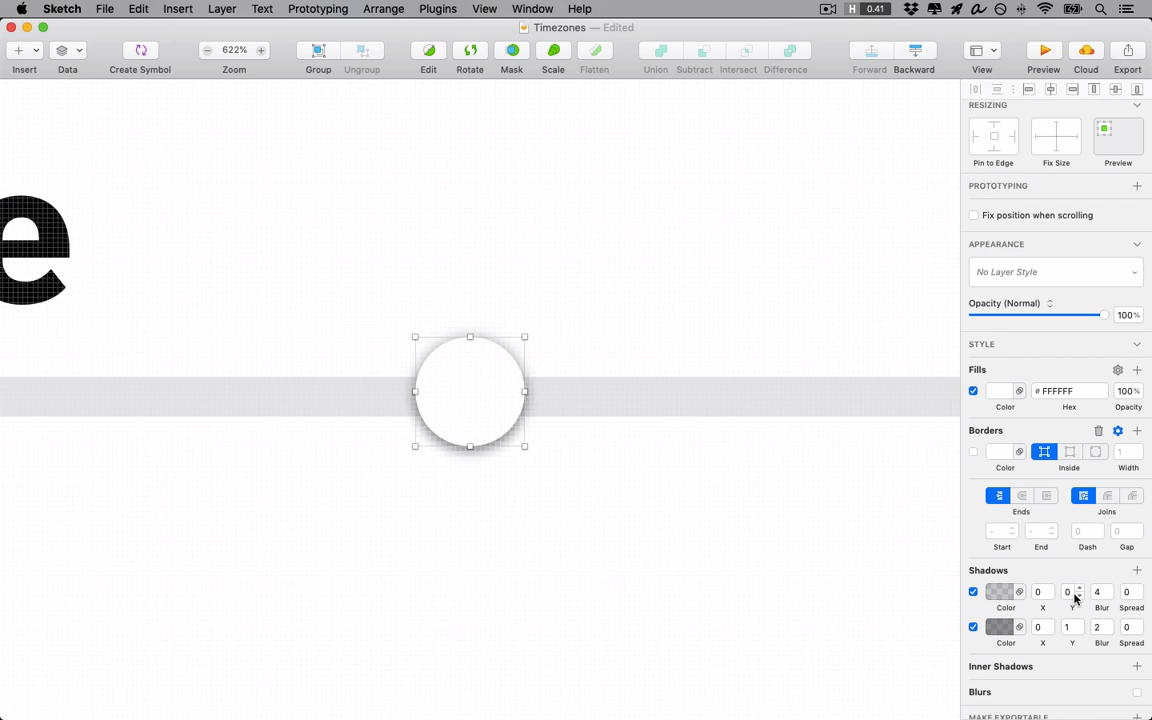 Sketch File Edit Insert Layer Text Prototyping Arrange Plugins View Window Help H 0.41
Timezones — Edited
622%
Insert Data Create Symbol Zoom Group Ungroup Edit Rotate Mask Scale Flatten Union Subtract Intersect Difference Forward Backward View Preview Cloud Export
RESIZING
Pin to Edge Fix Size Preview
PROTOTYPING
Fix position when scrolling
APPEARANCE
No Layer Style
Opacity (Normal)
100%
STYLE
Fills
# FFFFFF 100%
Color Hex Opacity
Borders
1
Color Inside Width
Ends Joins
- - 0 0
Start End Dash Gap
Shadows
0 0 4 0
Color X Y Blur Spread
0 1 2 0
Color X Y Blur Spread
Inner Shadows
Blurs
MAKE EXPORTABLE
e